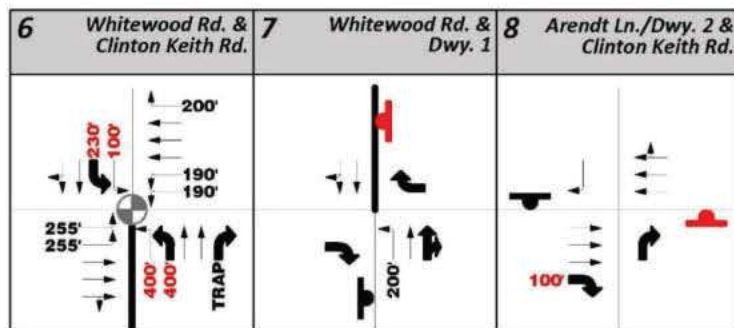 6 Whitewood Rd. &
Clinton Keith Rd.
7 Whitewood Rd. &
Dwy. 1
8 Arendt Ln./Dwy. 2 &
Clinton Keith Rd.
230'
100'
200'
190'
190'
255'
255'
400'
400'
TRAP
200'
100'